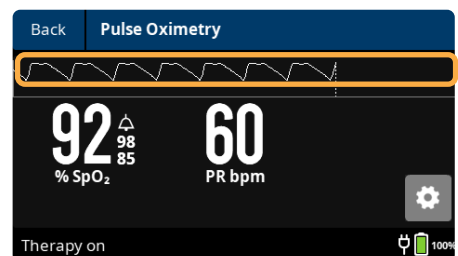 Back Pulse Oximetry
92 98 85 60
% SpO₂ PR bpm
Therapy on 100%